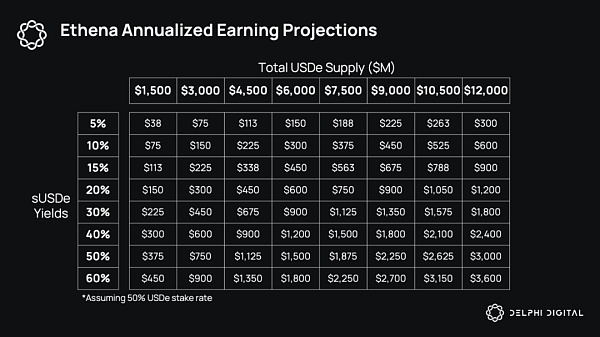 Ethena Annualized Earning Projections
Total USDe Supply ($M)
$1,500 $3,000 $4,500 $6,000 $7,500 $9,000 $10,500 $12,000
sUSDe
Yields
5% $38 $75 $113 $150 $188 $225 $263 $300
10% $75 $150 $225 $300 $375 $450 $525 $600
15% $113 $225 $338 $450 $563 $675 $788 $900
20% $150 $300 $450 $600 $750 $900 $1,050 $1,200
30% $225 $450 $675 $900 $1,125 $1,350 $1,575 $1,800
40% $300 $600 $900 $1,200 $1,500 $1,800 $2,100 $2,400
50% $375 $750 $1,125 $1,500 $1,875 $2,250 $2,625 $3,000
60% $450 $900 $1,350 $1,800 $2,250 $2,700 $3,150 $3,600
*Assuming 50% USDe stake rate
DELPHI DIGITAL